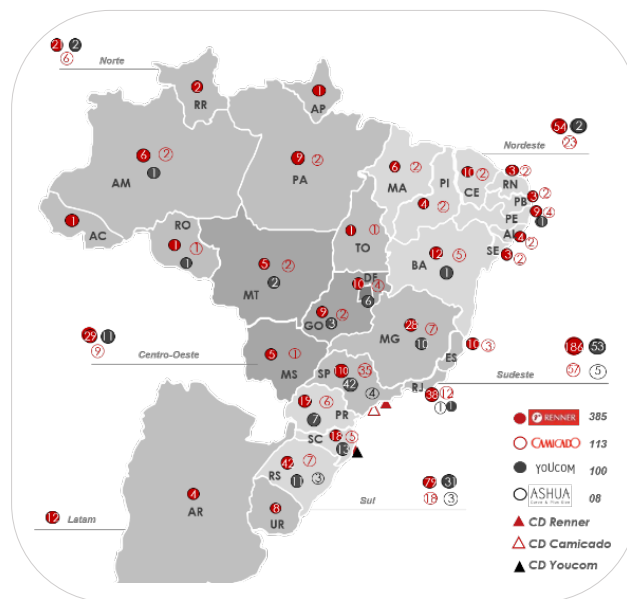 21 2
6
Norte
2
RR
1
AP
54 2
23
Nordeste
6 2
1
AM
9 2
PA
6 2
MA
PI
4 2
10 2
CE
3 2
RN
3 2
PB
PE 9 4
1
AL 4 2
SE 3 2
1
AC
RO
1 1
1
1 1
TO
12 5
BA 1
5 2
2
MT
DF
10 4
6
9 2
GO 3
28 7
MG 10
ES
10 3
29 11
9
Centro-Oeste
5 1
MS
SP 110 35
42 4
RJ
38 12
1 1
186 53
57 5
Sudeste
19 6
7 PR
SC 18 5
13
42 7
RS 11 3
79 31
18 3
Sul
4
AR
8
UR
12
Latam
RENNER 385
CAMICADO 113
YOUCOM 100
ASHUA 08
CD Renner
CD Camicado
CD Youcom